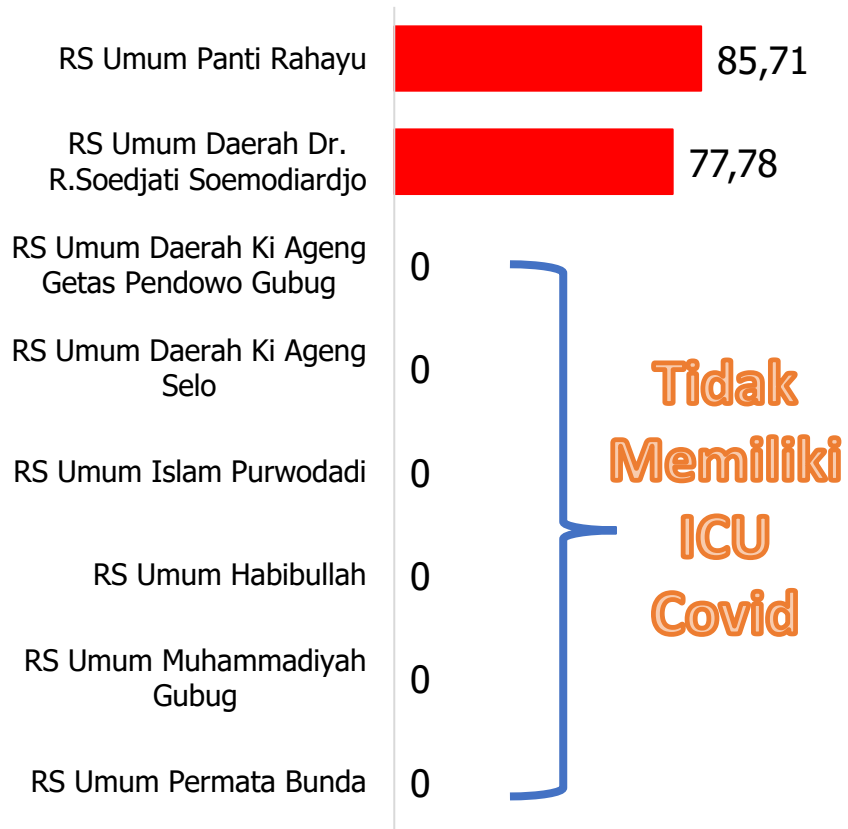 RS Umum Panti Rahayu
85,71
RS Umum Daerah Dr.
R.Soedjati Soemodiardjo
77,78
RS Umum Daerah Ki Ageng
Getas Pendowo Gubug
0
RS Umum Daerah Ki Ageng
Selo
0
RS Umum Islam Purwodadi
0
RS Umum Habibullah
0
RS Umum Muhammadiyah
Gubug
0
RS Umum Permata Bunda
0
Tidak
Memiliki
ICU
Covid